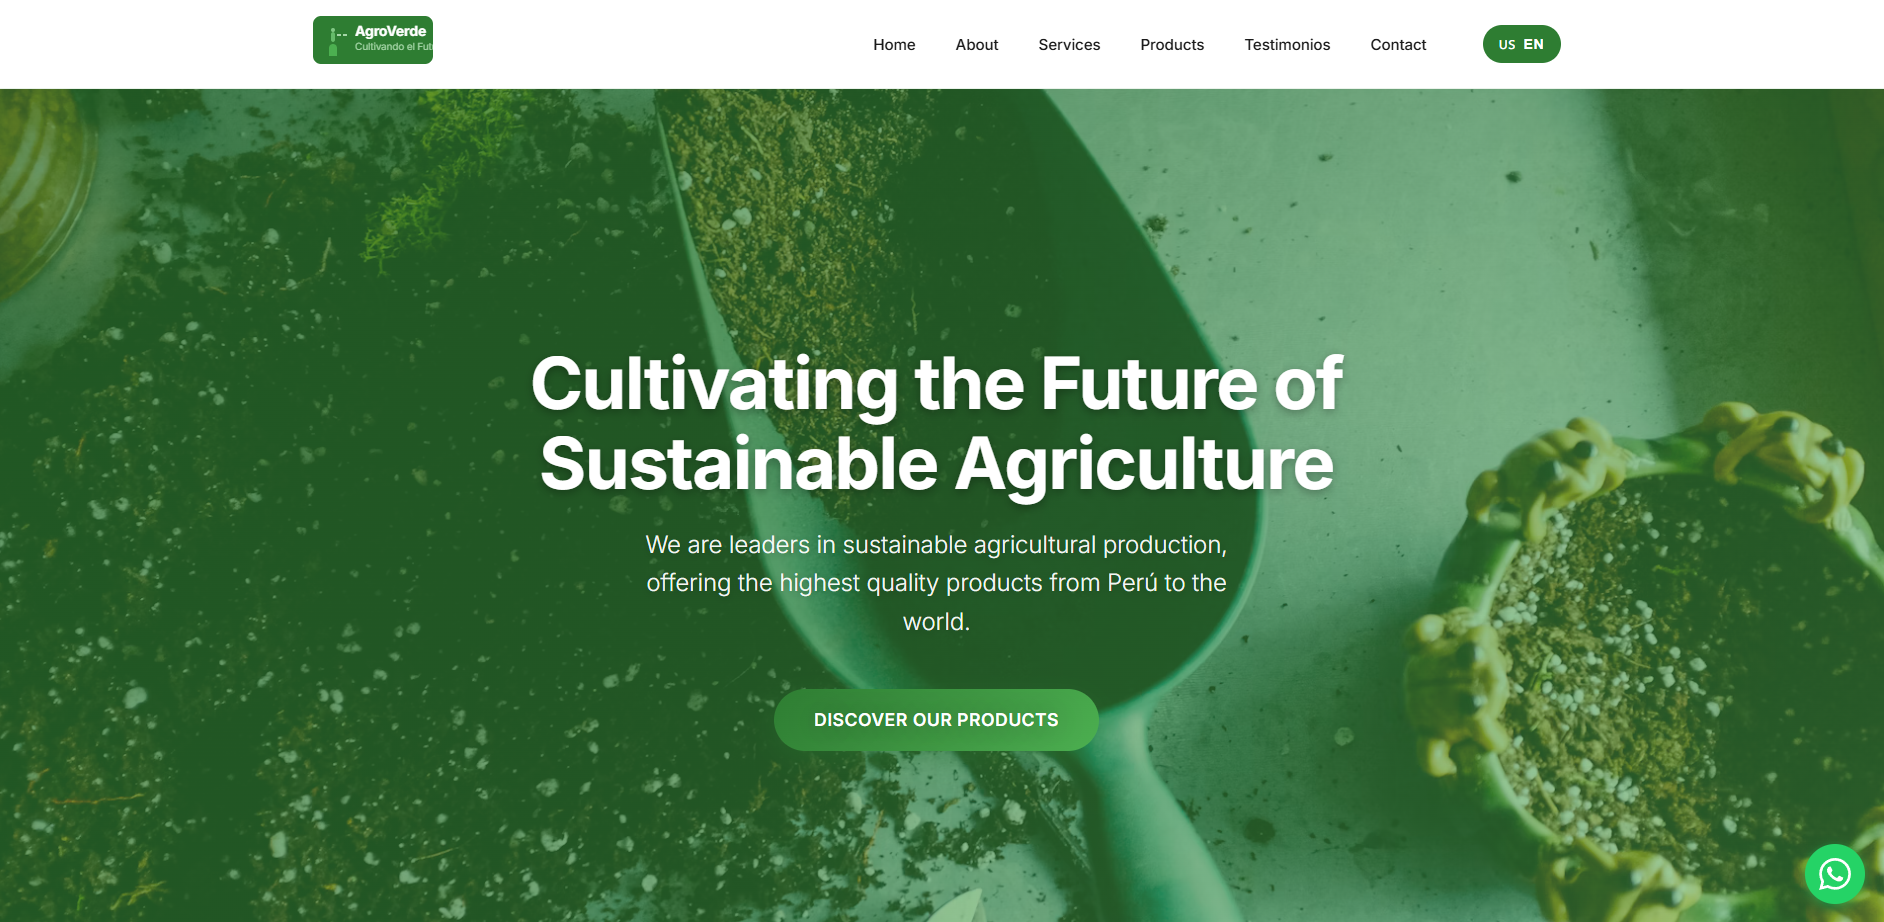 AgroVerde
Cultivando el Fut
Home About Services Products Testimonios Contact US EN
Cultivating the Future of
Sustainable Agriculture
We are leaders in sustainable agricultural production,
offering the highest quality products from Perú to the
world.
DISCOVER OUR PRODUCTS